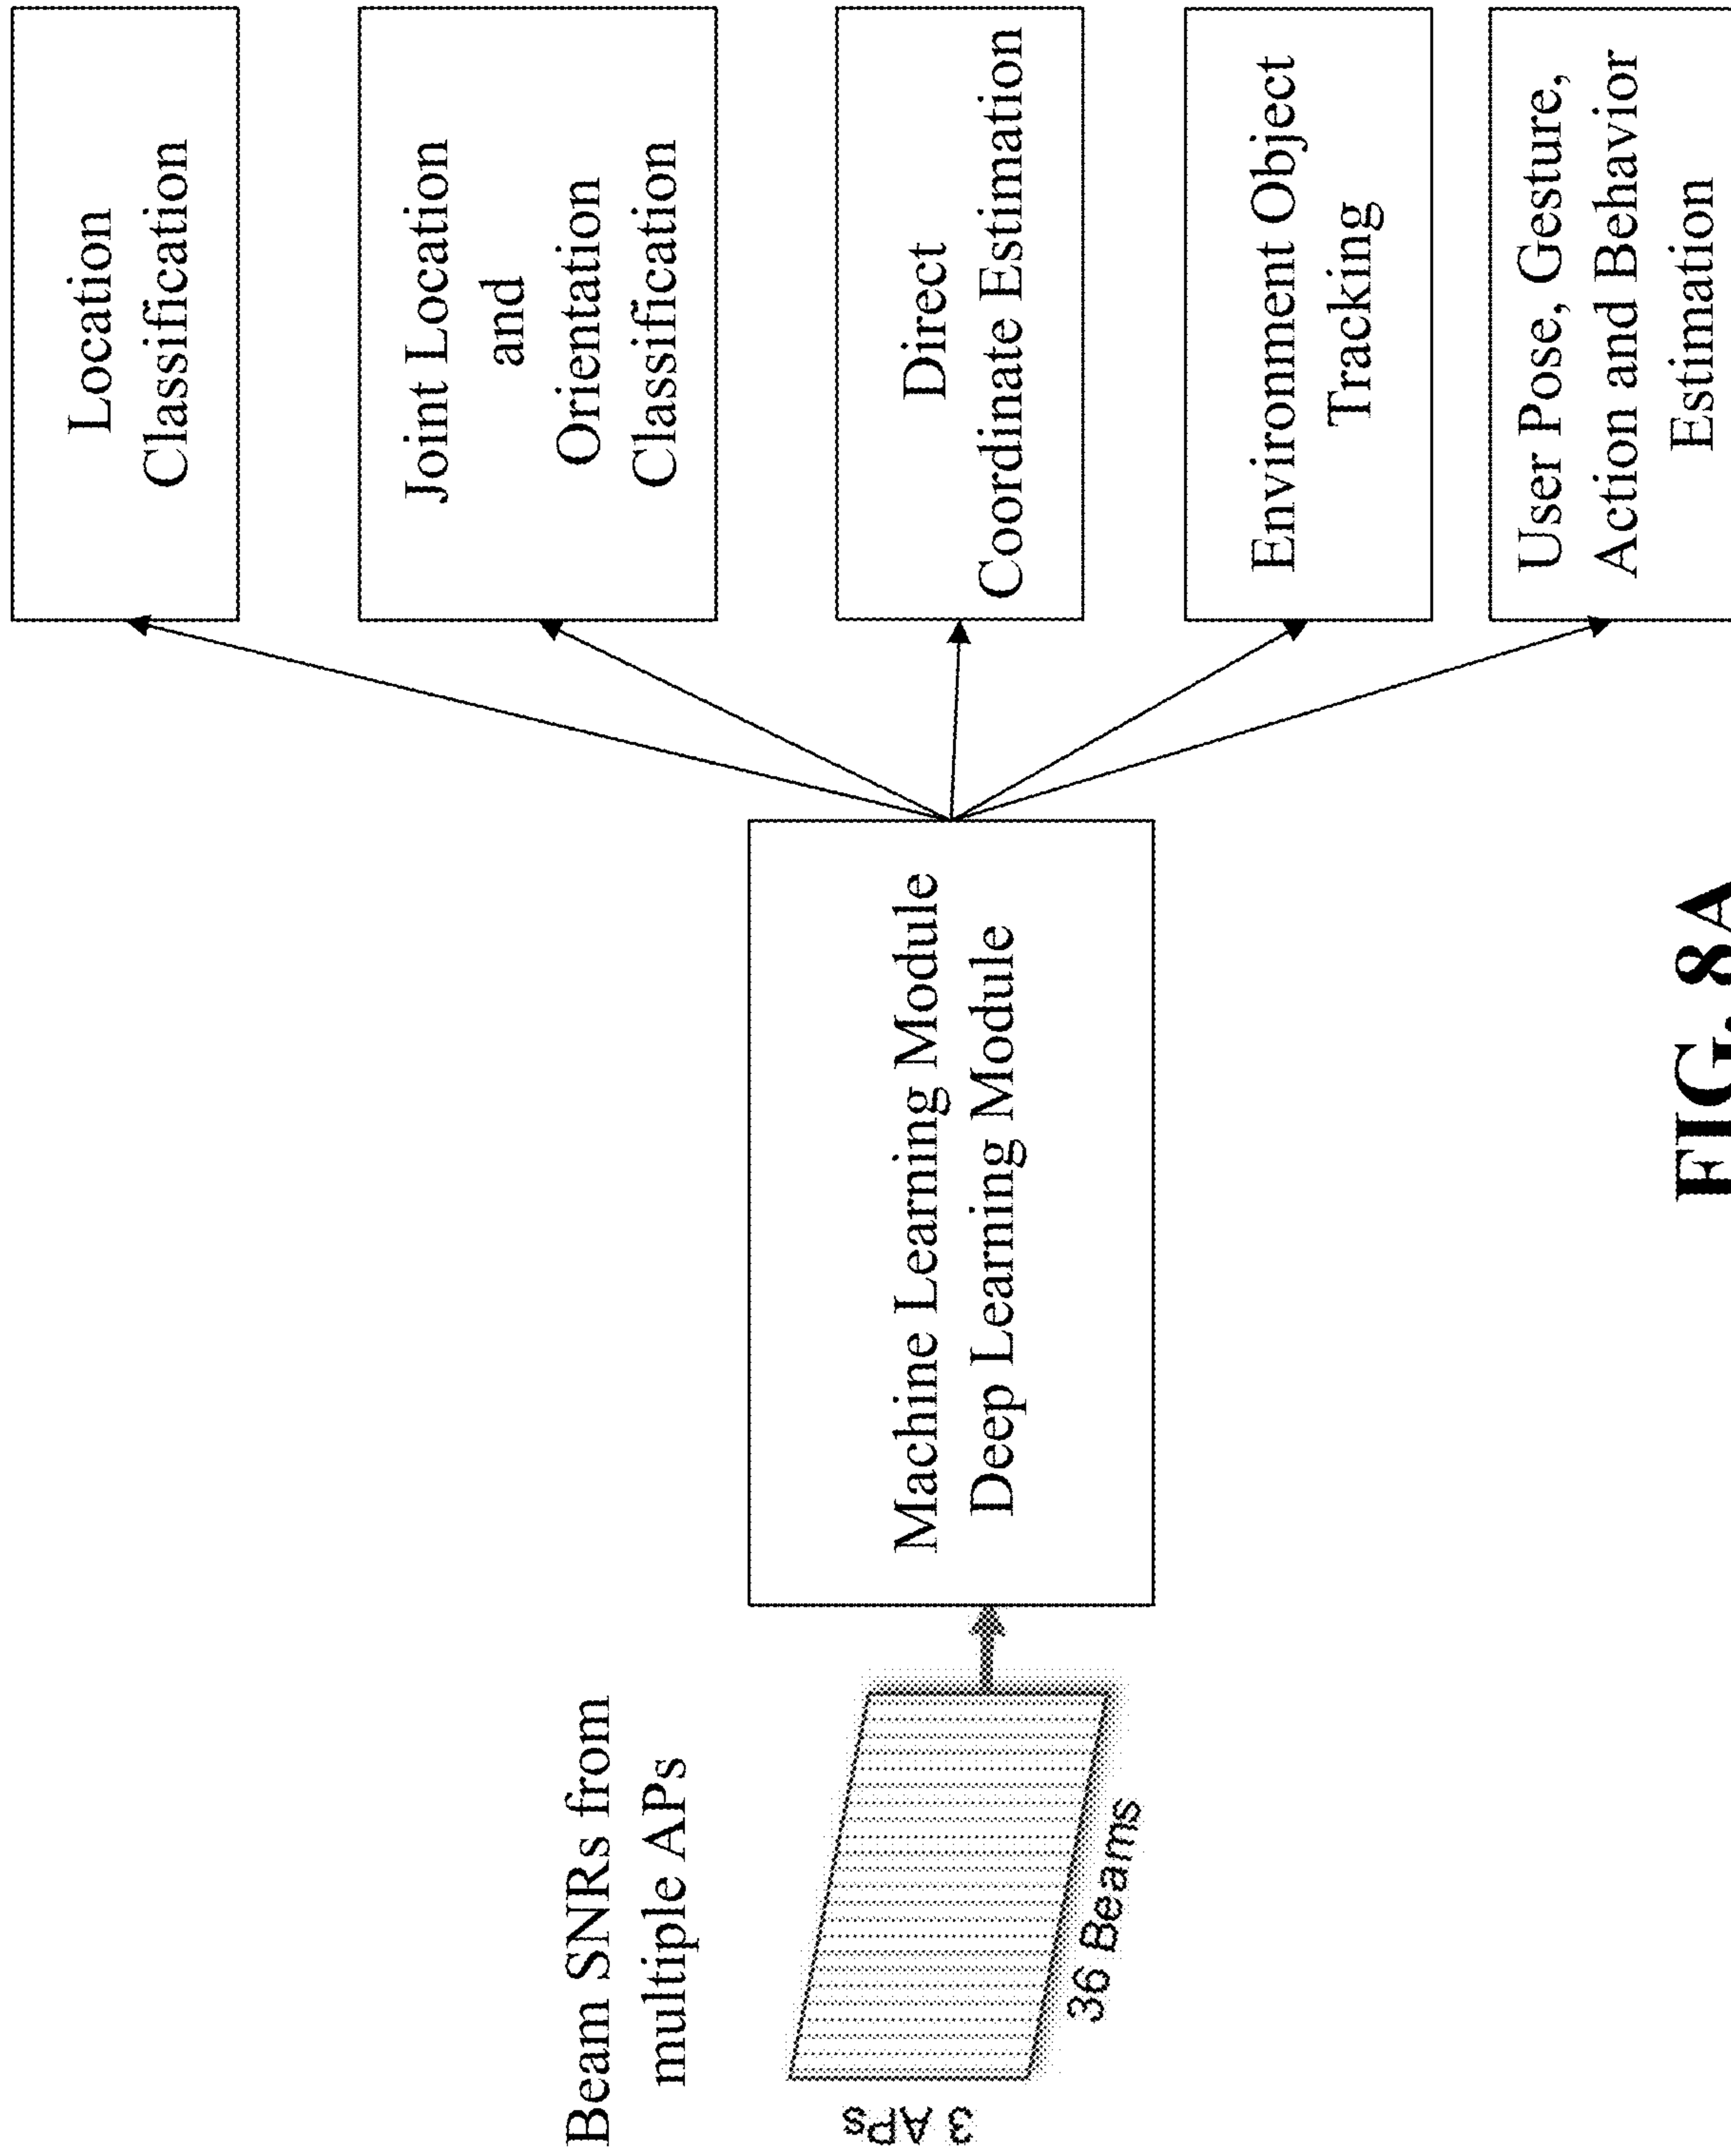 Beam SNRs from
multiple APs
3 APs
36 Beams
Machine Learning Module
Deep Learning Module
Location
Classification
Joint Location
and
Orientation
Classification
Direct
Coordinate Estimation
Environment Object
Tracking
User Pose, Gesture,
Action and Behavior
Estimation
FIG. 8A